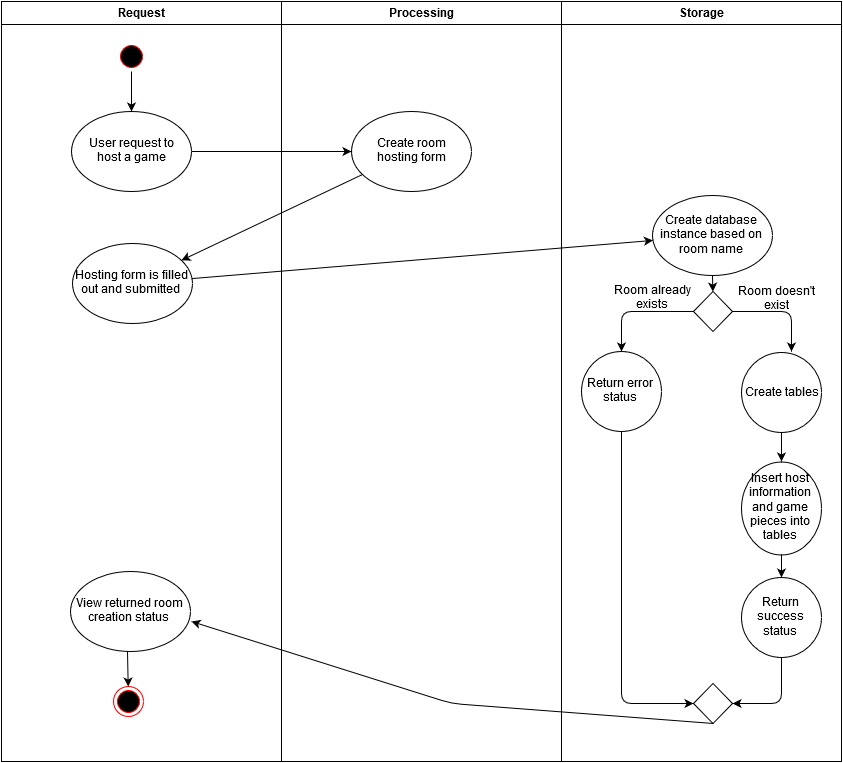 Request
Processing
Storage
User request to
host a game
Create room
hosting form
Create database
instance based on
room name
Hosting form is filled
out and submitted
Room already
exists
Room doesn't
exist
Return error
status
Create tables
Insert host
information
and game
pieces into
tables
View returned room
creation status
Return
success
status